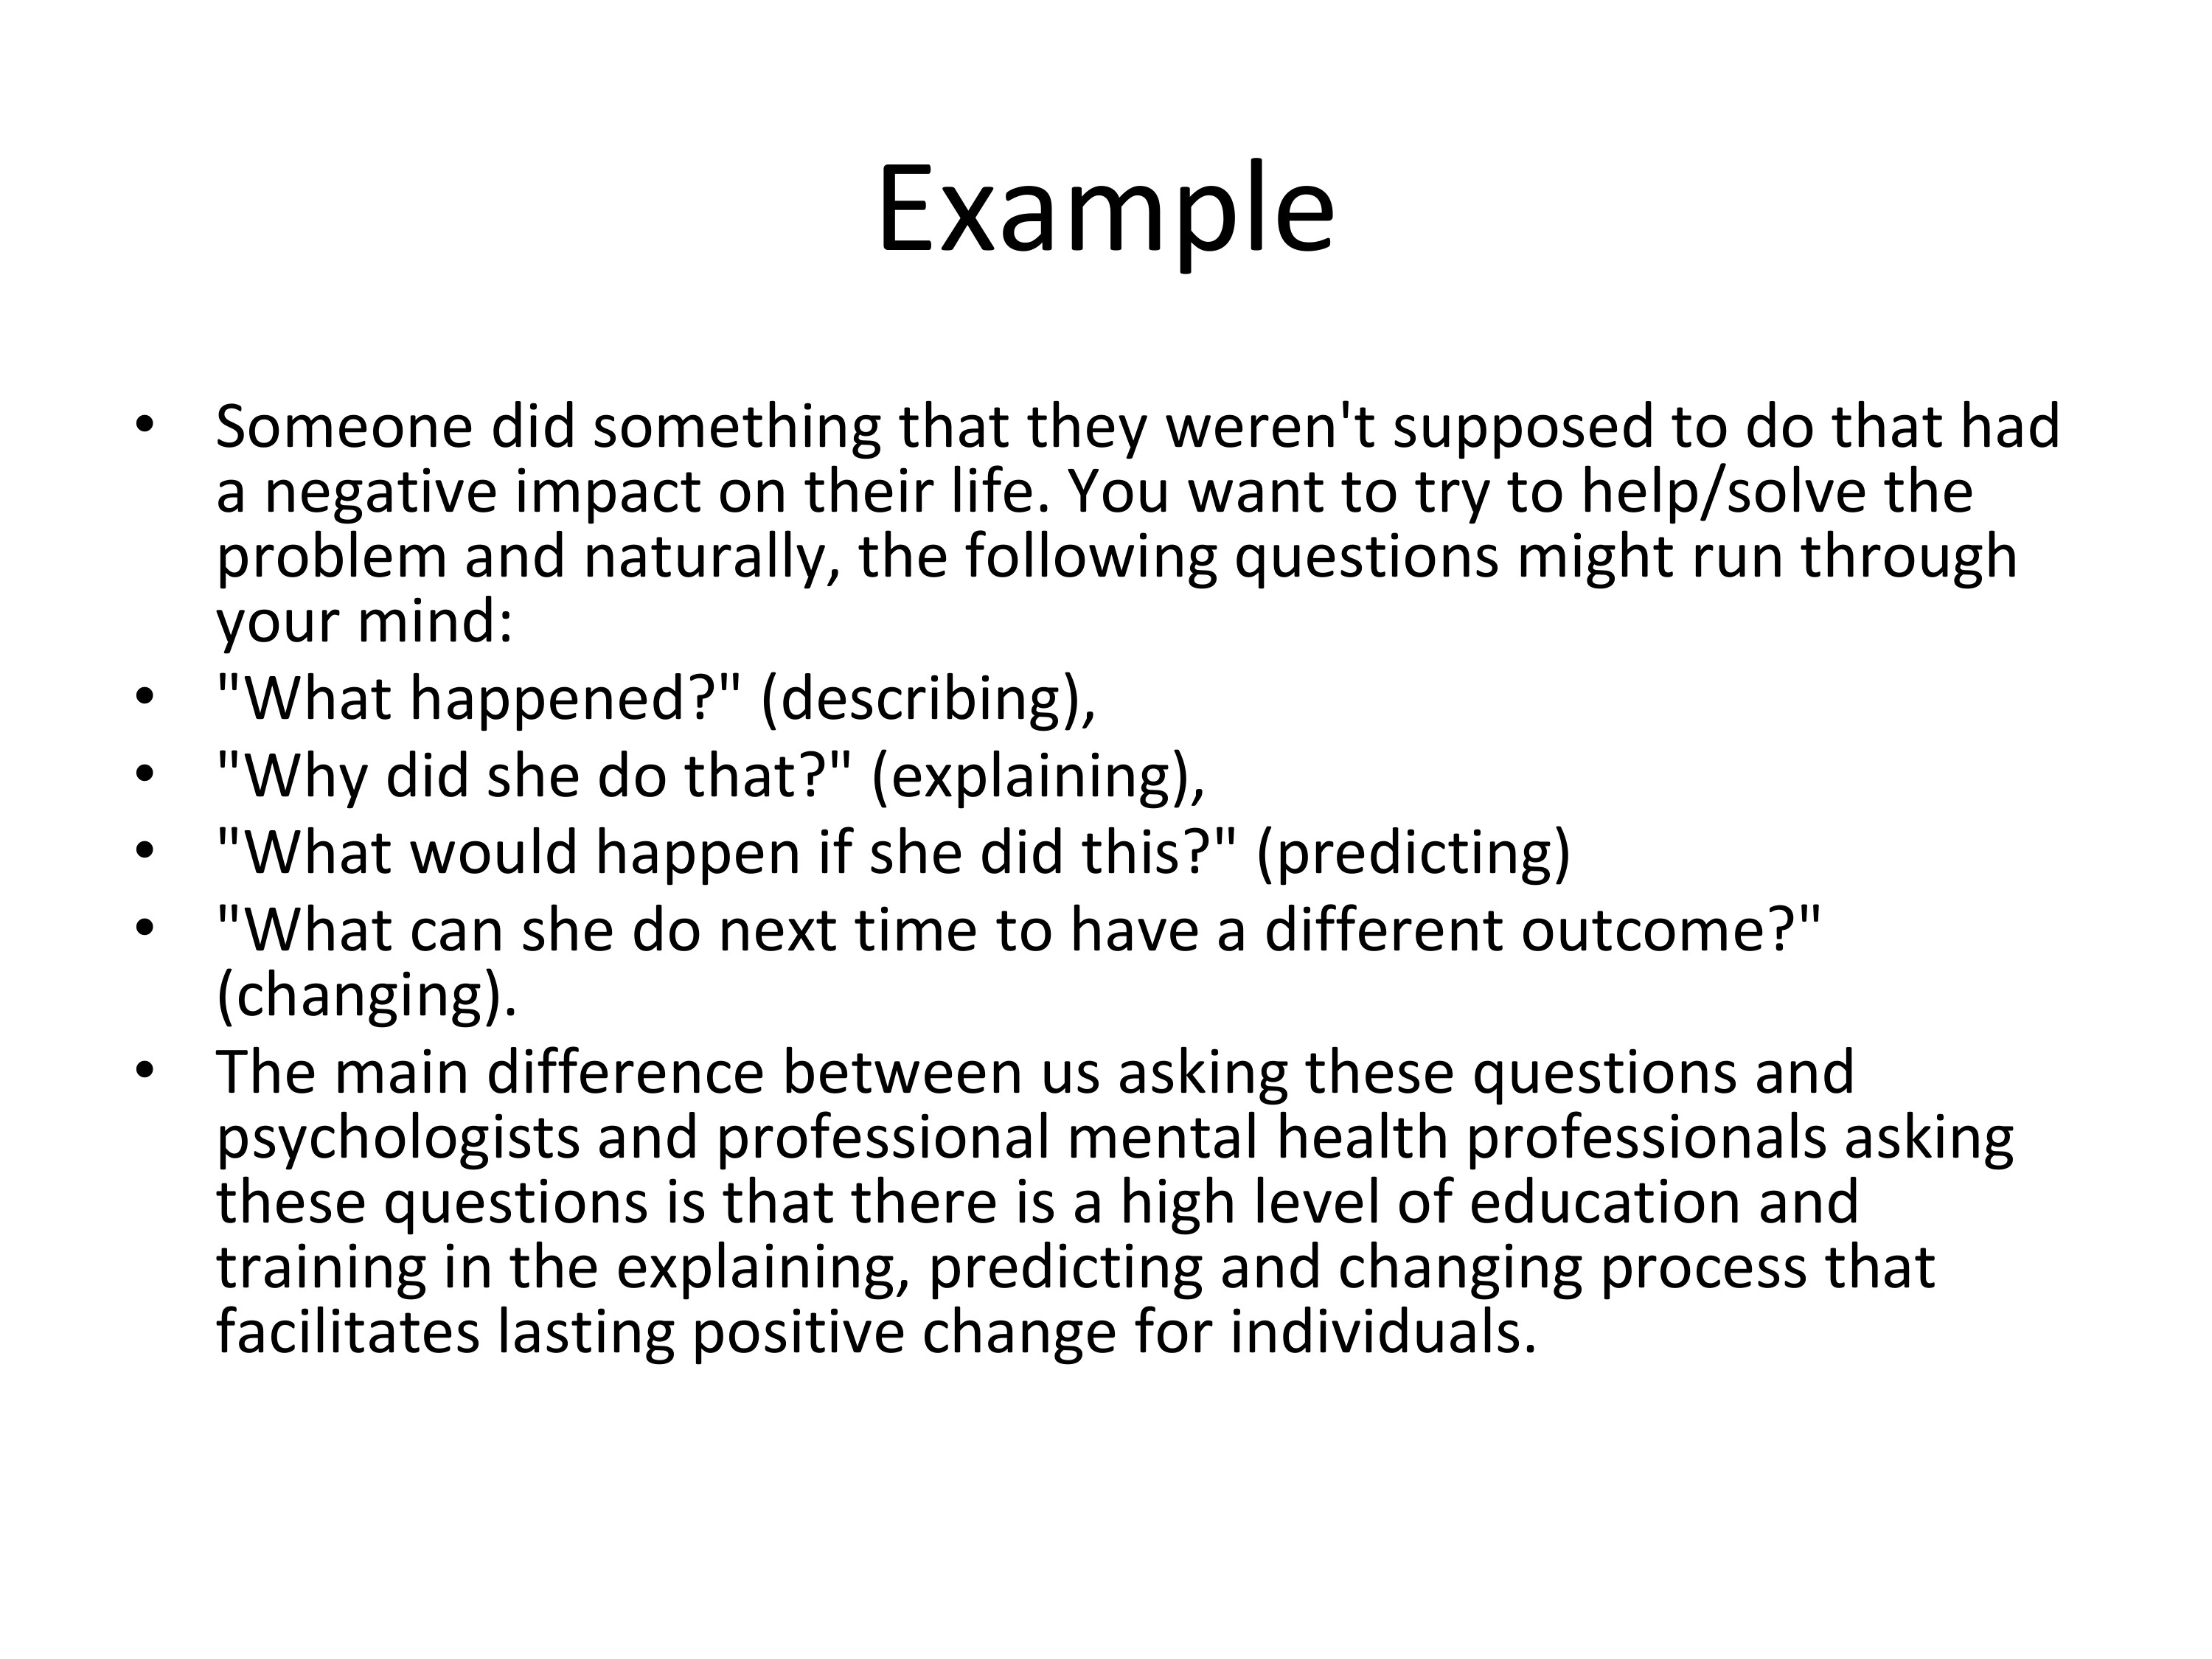 Example
• Someone did something that they weren't supposed to do that had
a negative impact on their life. You want to try to help/solve the
problem and naturally, the following questions might run through
your mind:
• "What happened?" (describing),
• "Why did she do that?" (explaining),
• "What would happen if she did this?" (predicting)
• "What can she do next time to have a different outcome?"
(changing).
• The main difference between us asking these questions and
psychologists and professional mental health professionals asking
these questions is that there is a high level of education and
training in the explaining, predicting and changing process that
facilitates lasting positive change for individuals.